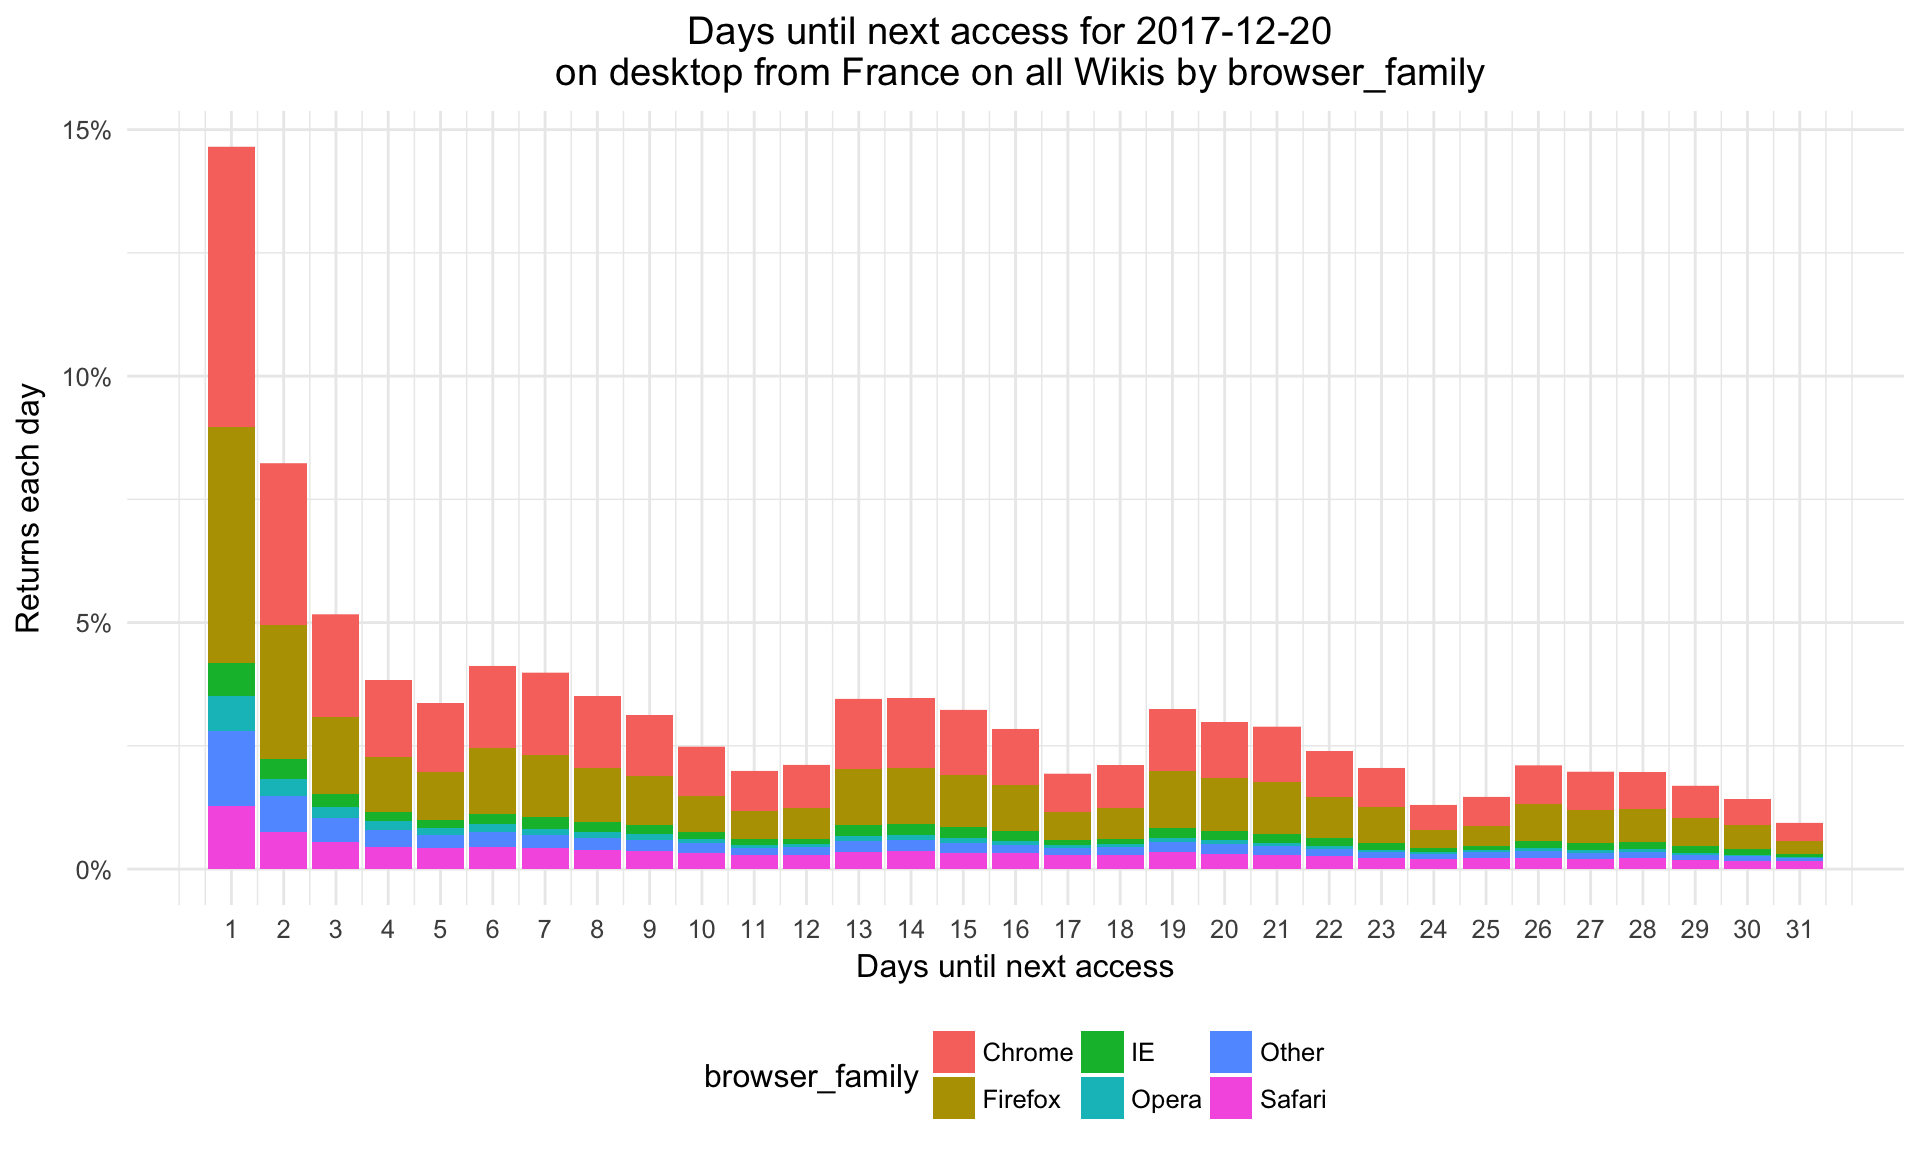 Days until next access for 2017-12-20
on desktop from France on all Wikis by browser_family
Returns each day
15%
10%
5%
0%
1 2 3 4 5 6 7 8 9 10 11 12 13 14 15 16 17 18 19 20 21 22 23 24 25 26 27 28 29 30 31
Days until next access
browser_family
Chrome IE Other
Firefox Opera Safari